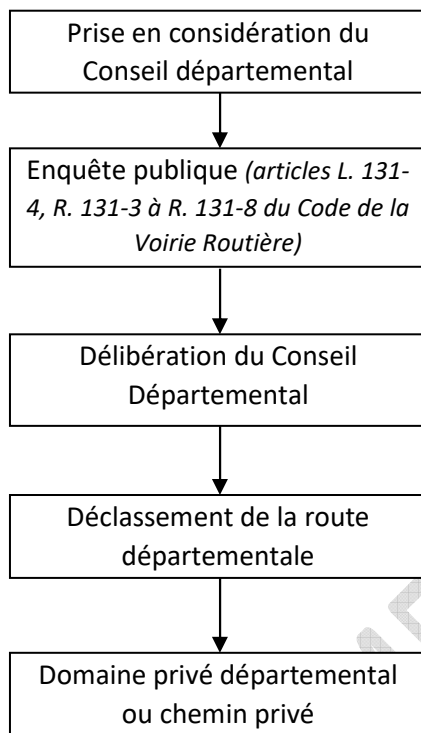 Prise en considération du
Conseil départemental
Enquête publique (articles L. 131-
4, R. 131-3 à R. 131-8 du Code de la
Voirie Routière)
Délibération du Conseil
Départemental
Déclassement de la route
départementale
Domaine privé départemental
ou chemin privé